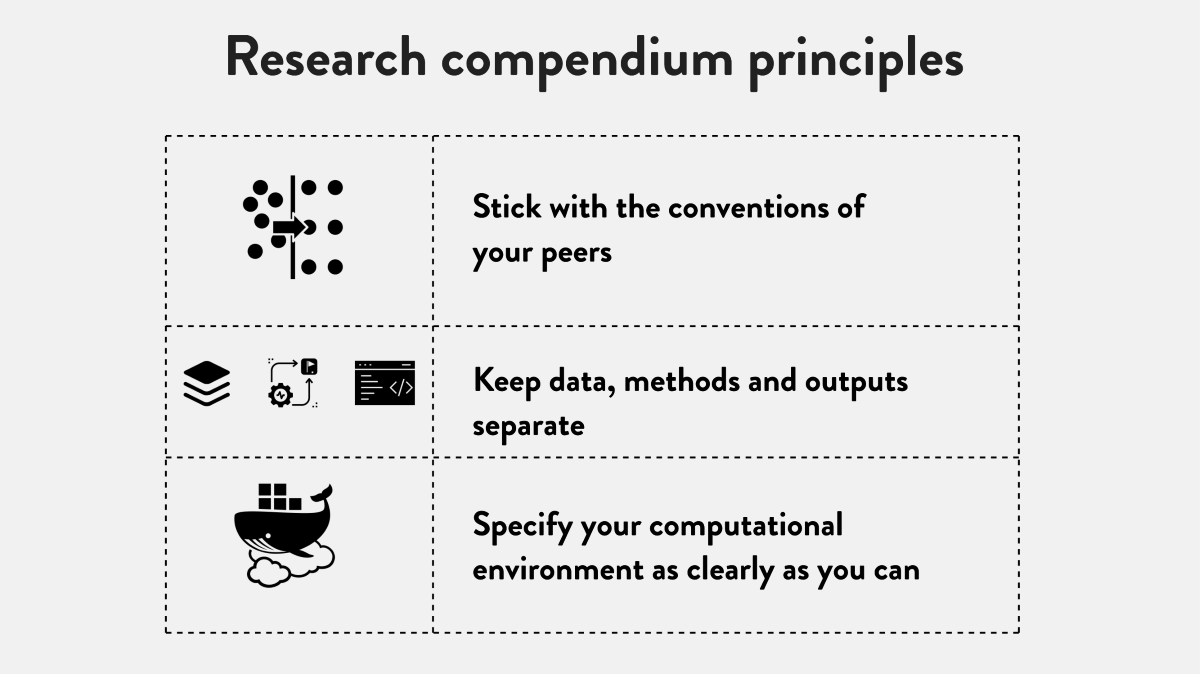 Research compendium principles
Stick with the conventions of
your peers
Keep data, methods and outputs
separate
Specify your computational
environment as clearly as you can